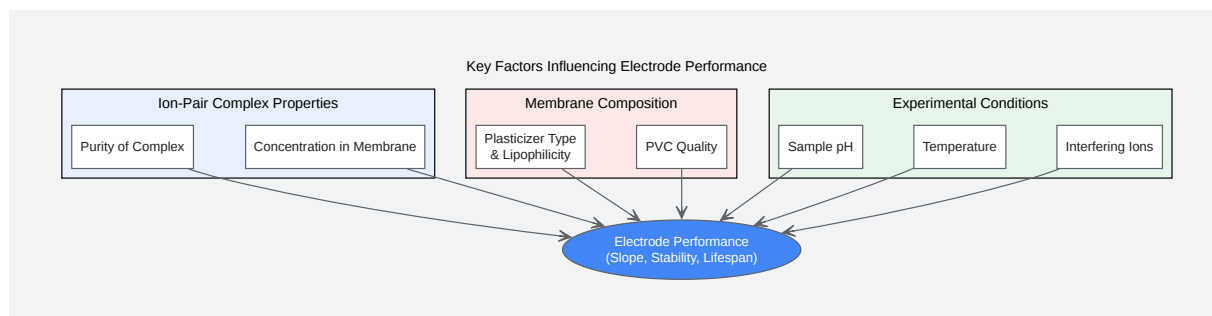 Key Factors Influencing Electrode Performance
Ion-Pair Complex Properties
Purity of Complex
Concentration in Membrane
Membrane Composition
Plasticizer Type
& Lipophilicity
PVC Quality
Experimental Conditions
Sample pH
Temperature
Interfering Ions
Electrode Performance
(Slope, Stability, Lifespan)